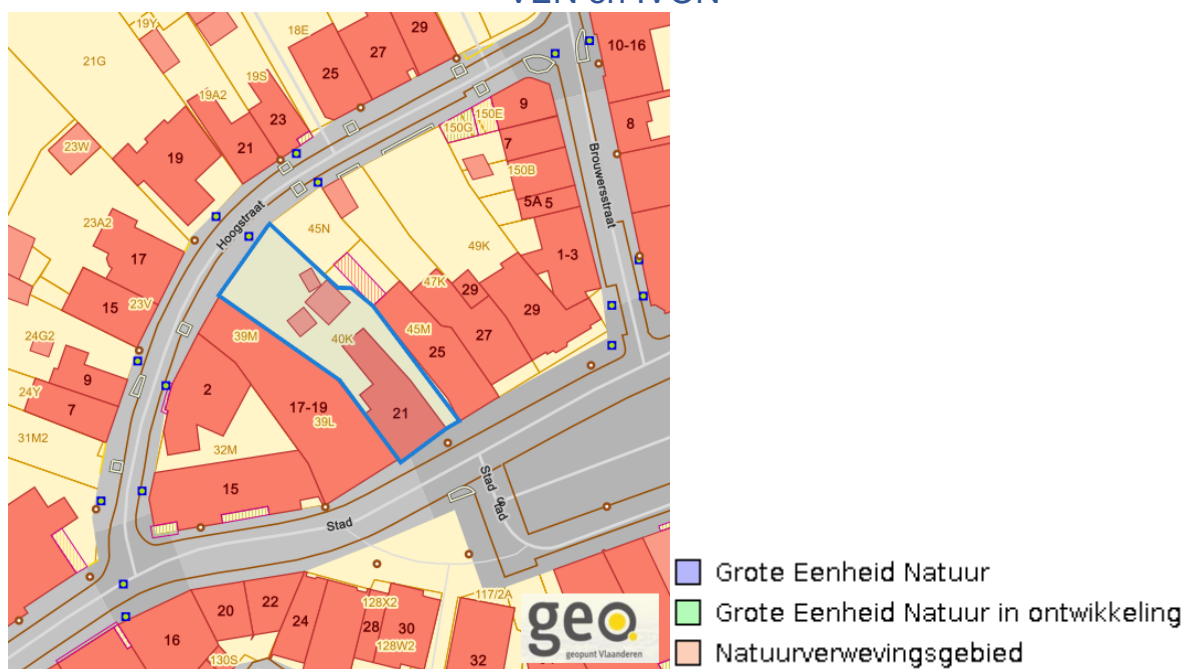 VEN en IVON
19Y
18E
27
29
10-16
21G
25
19S
19A2
23
9
150E
150G
8
23W
19
21
7
150B
Brouwersstraat
5A 5
Hoogstraat
23A2
45N
49K
17
1-3
15
23V
47K
29
29
24G2
39M
40K
45M
27
25
9
2
24Y
7
17-19
21
39L
31M2
32M
15
Stad
Stad
Stad
117/2A
20
22
24
128X2
28
30
16
128W2
130S
32
geo
geopunt Vlaanderen
Grote Eenheid Natuur
Grote Eenheid Natuur in ontwikkeling
Natuurverwevingsgebied